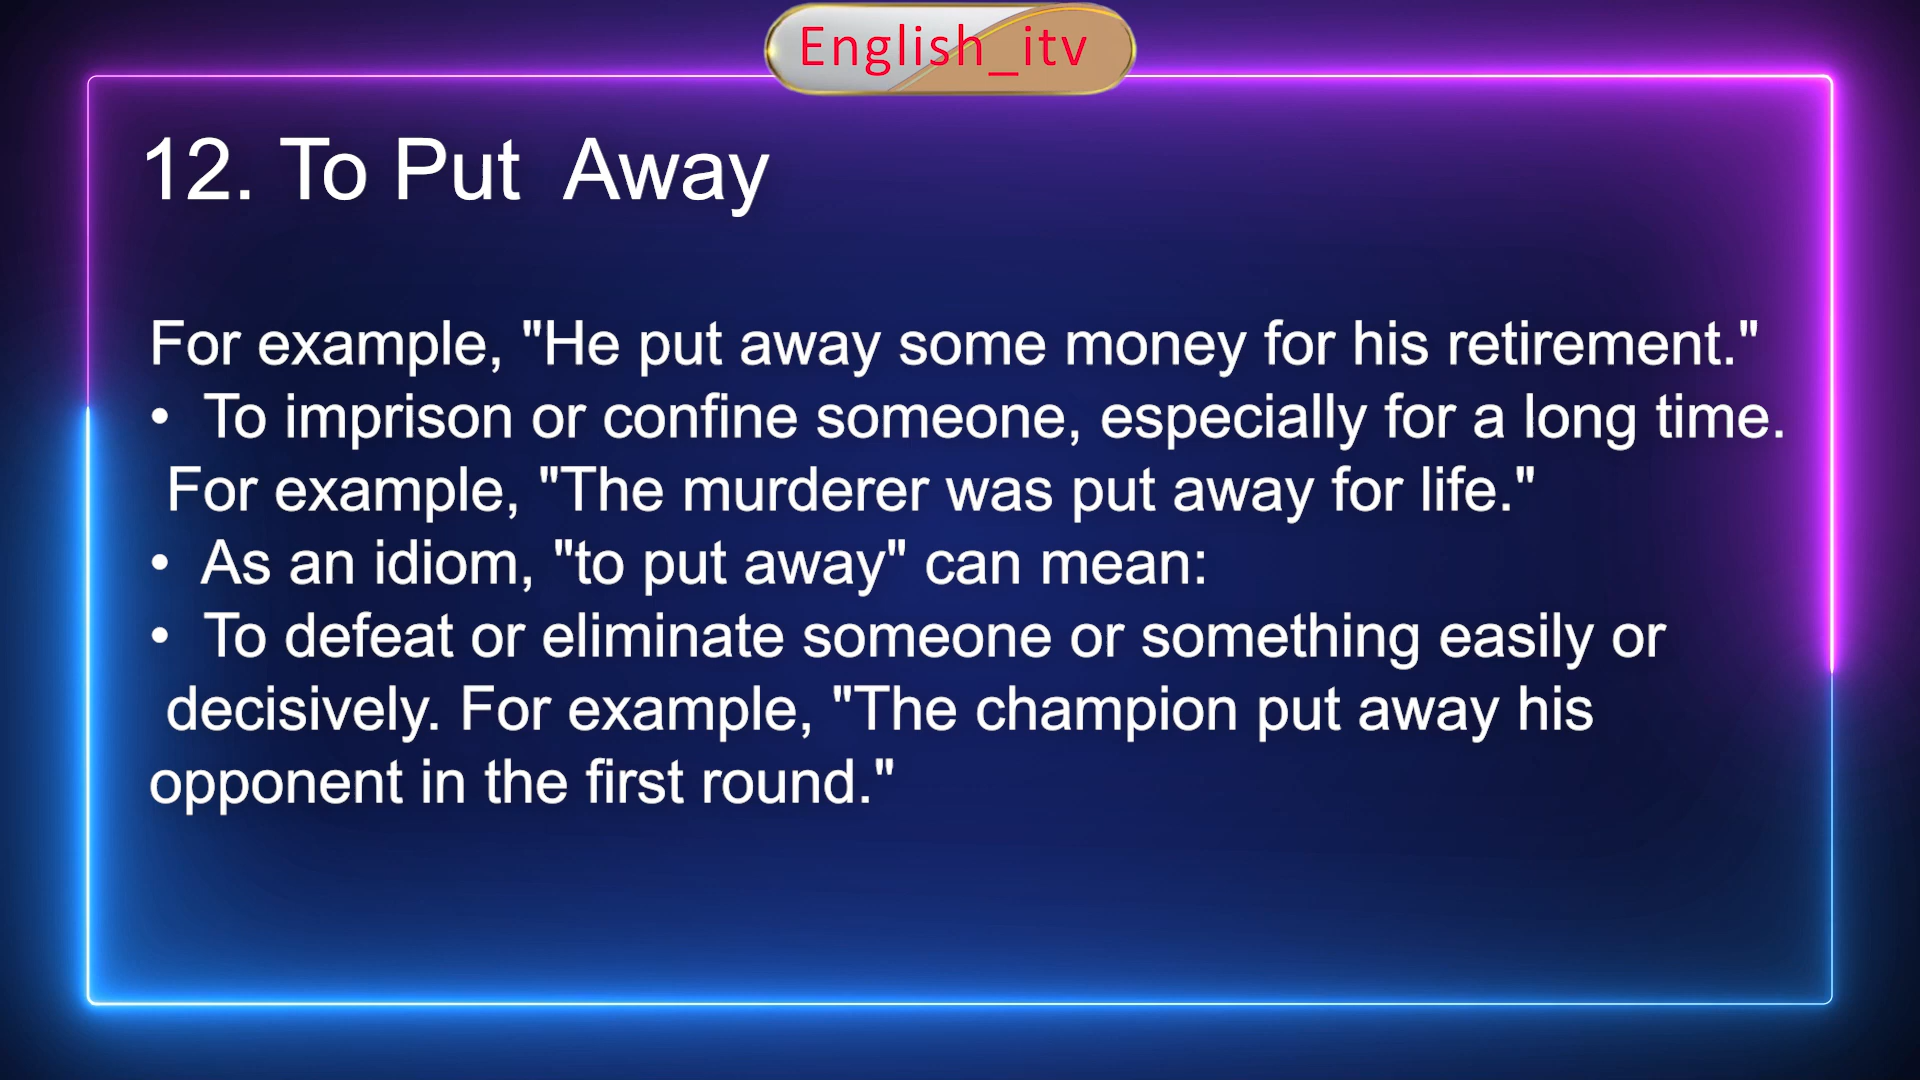 English_itv
12. To Put  Away
For example, "He put away some money for his retirement."
• To imprison or confine someone, especially for a long time.
For example, "The murderer was put away for life."
• As an idiom, "to put away" can mean:
• To defeat or eliminate someone or something easily or
decisively. For example, "The champion put away his
opponent in the first round."